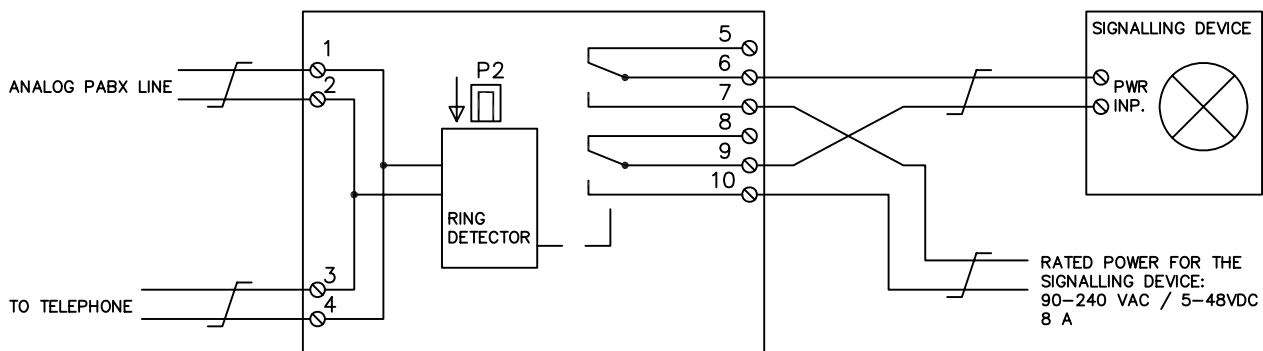 ANALOG PABX LINE
1
2
P2
RING
DETECTOR
TO TELEPHONE
3
4
5
6
7
8
9
10
SIGNALLING DEVICE
PWR
INP.
RATED POWER FOR THE
SIGNALLING DEVICE:
90-240 VAC / 5-48VDC
8 A